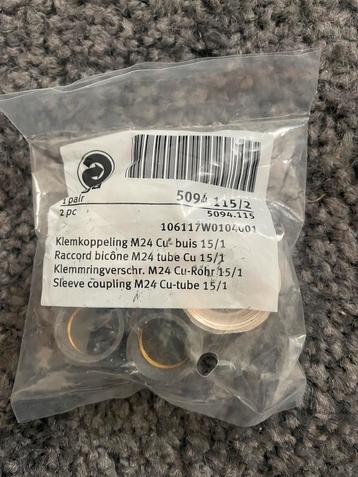 1 pair
5094 115/2
2 pc
5094.115
106117W0104001
Klemkoppeling M24 Cu- buis 15/1
Raccord bicône M24 tube Cu 15/1
Klemmringverschr. M24 Cu-Rohr 15/1
Sleeve coupling M24 Cu-tube 15/1